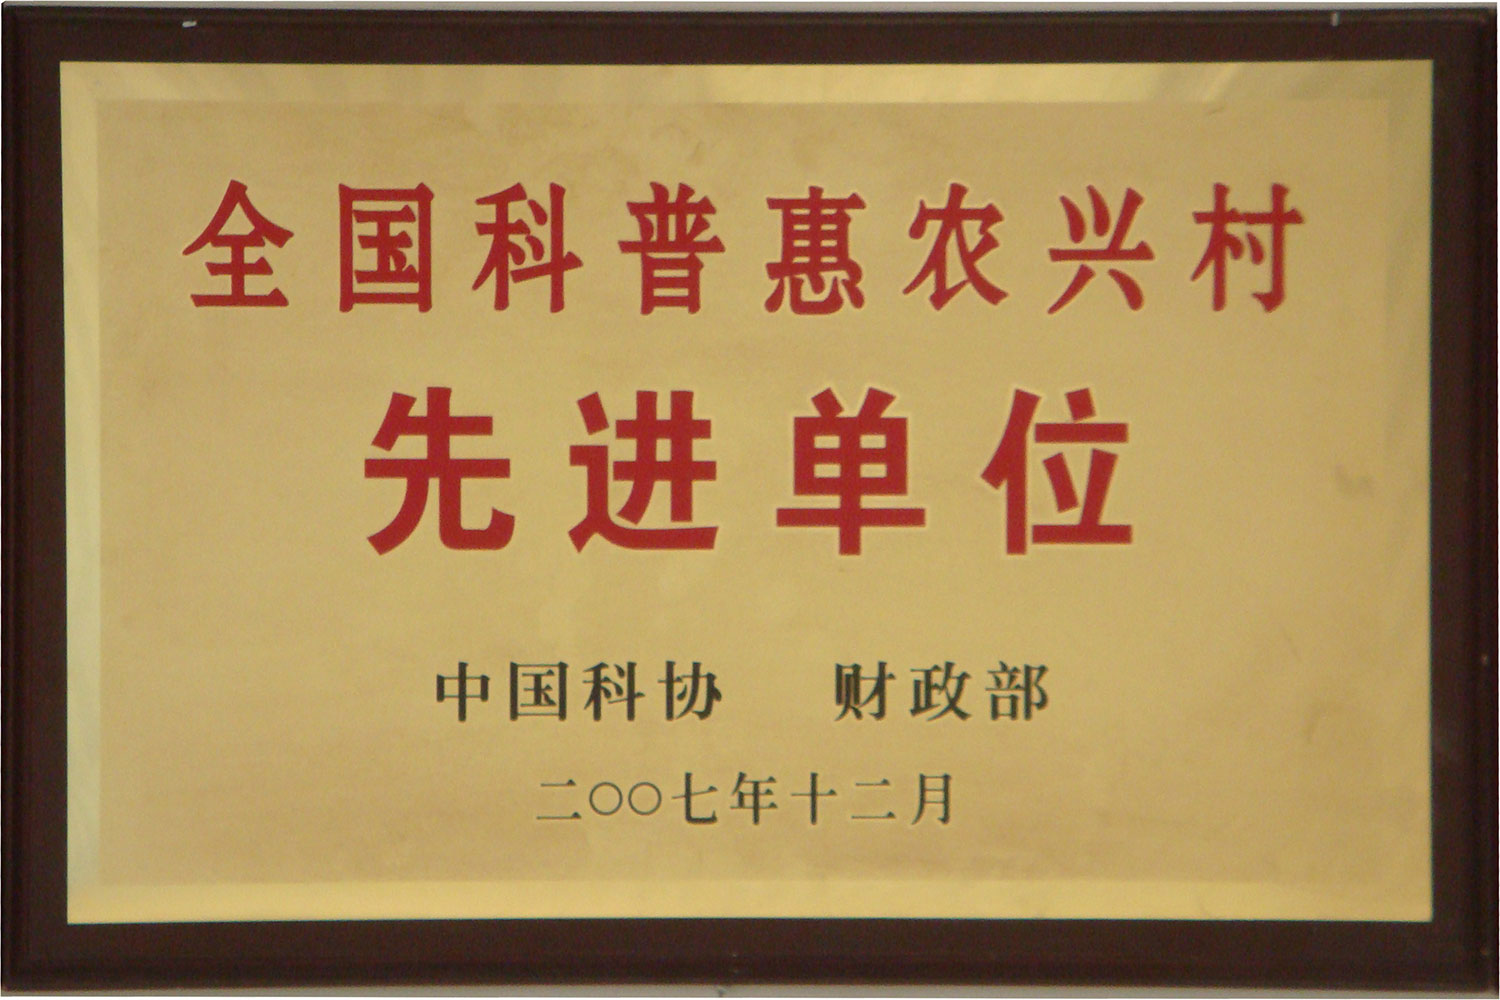 全国科普惠农兴村
先进单位
中国科协 财政部
二〇〇七年十二月